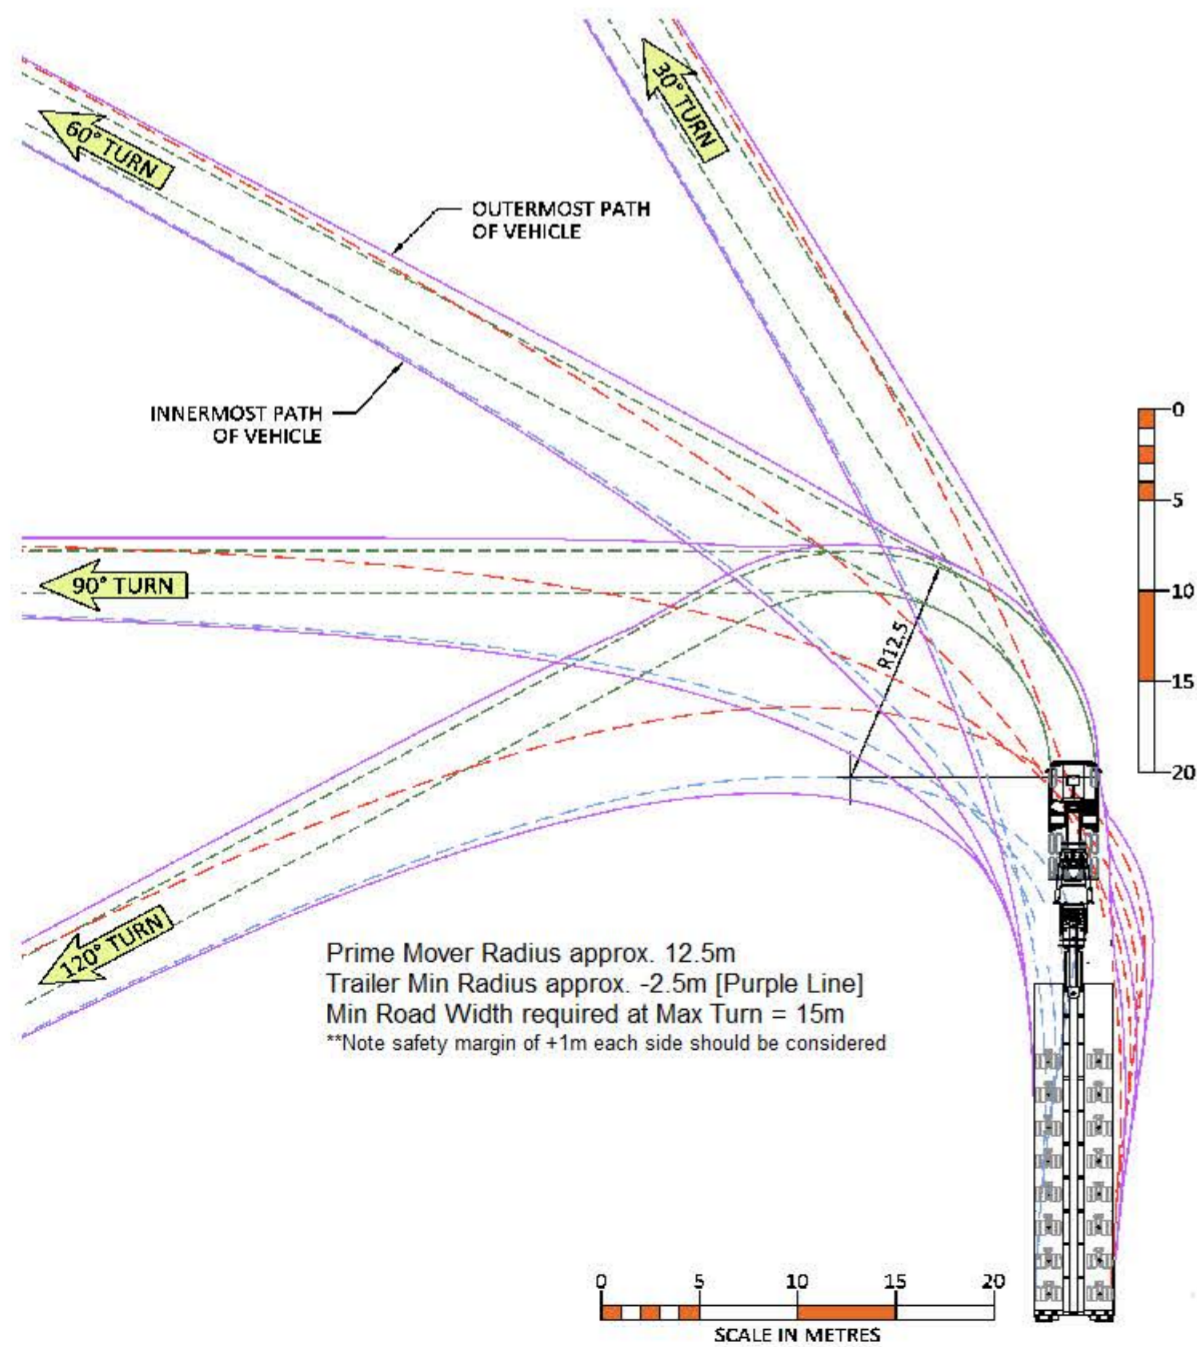 30° TURN
60° TURN
OUTERMOST PATH
OF VEHICLE
INNERMOST PATH
OF VEHICLE
0
5
10
15
20
90° TURN
R12.5
120° TURN
Prime Mover Radius approx. 12.5m
Trailer Min Radius approx. -2.5m [Purple Line]
Min Road Width required at Max Turn = 15m
**Note safety margin of +1m each side should be considered
0 5 10 15 20
SCALE IN METRES